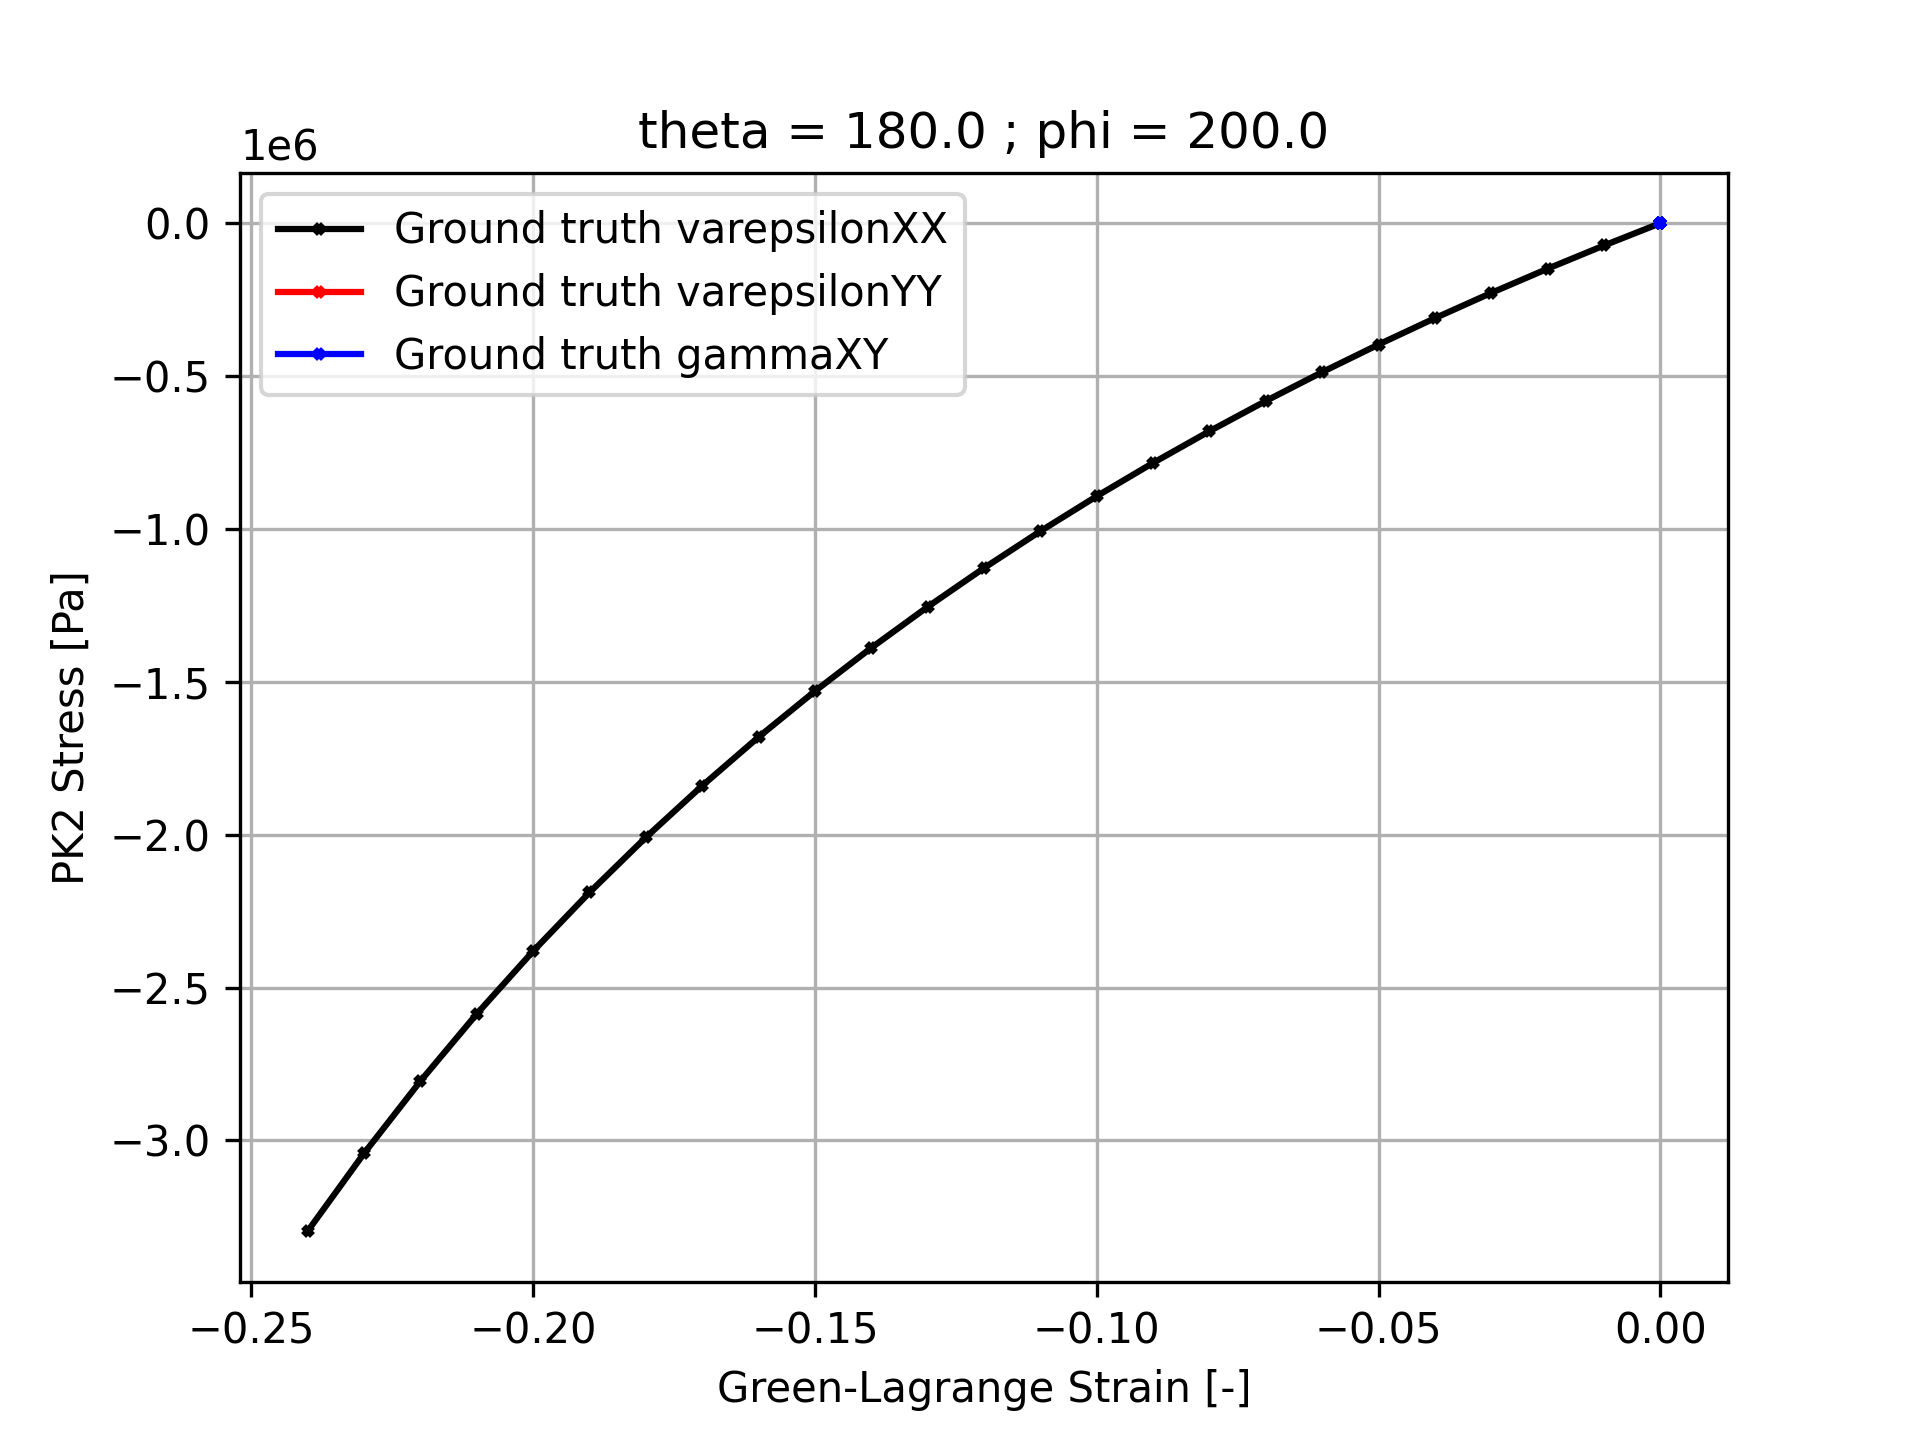 theta = 180.0 ; phi = 200.0
1e6
Ground truth varepsilonXX
Ground truth varepsilonYY
Ground truth gammaXY
0.0
−0.5
−1.0
−1.5
−2.0
−2.5
−3.0
PK2 Stress [Pa]
−0.25
−0.20
−0.15
−0.10
−0.05
0.00
Green-Lagrange Strain [-]